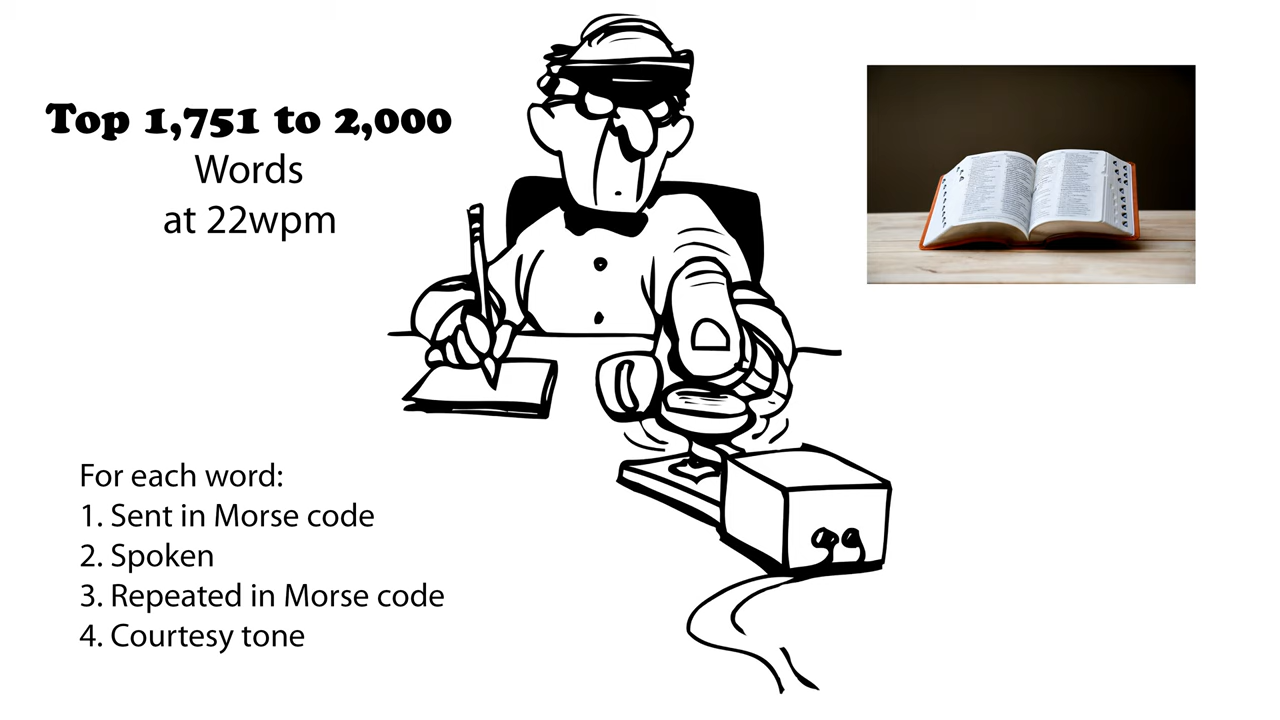 Top 1,751 to 2,000
Words
at 22wpm
For each word:
1. Sent in Morse code
2. Spoken
3. Repeated in Morse code
4. Courtesy tone